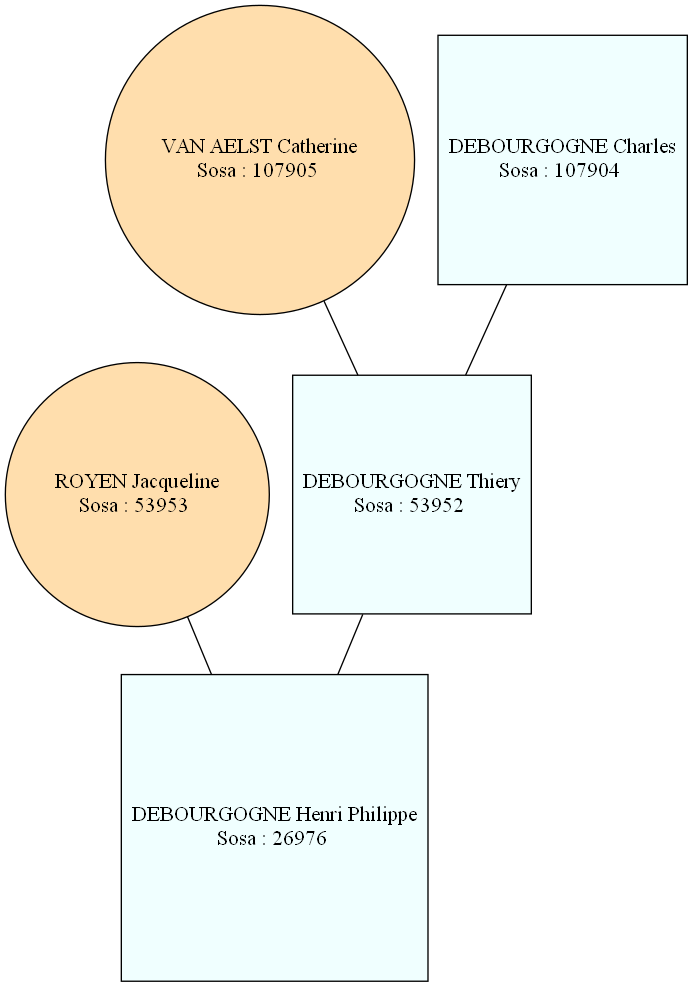 VAN AELST Catherine
Sosa : 107905
DEBOURGOGNE Charles
Sosa : 107904
ROYEN Jacqueline
Sosa : 53953
DEBOURGOGNE Thiery
Sosa : 53952
DEBOURGOGNE Henri Philippe
Sosa : 26976